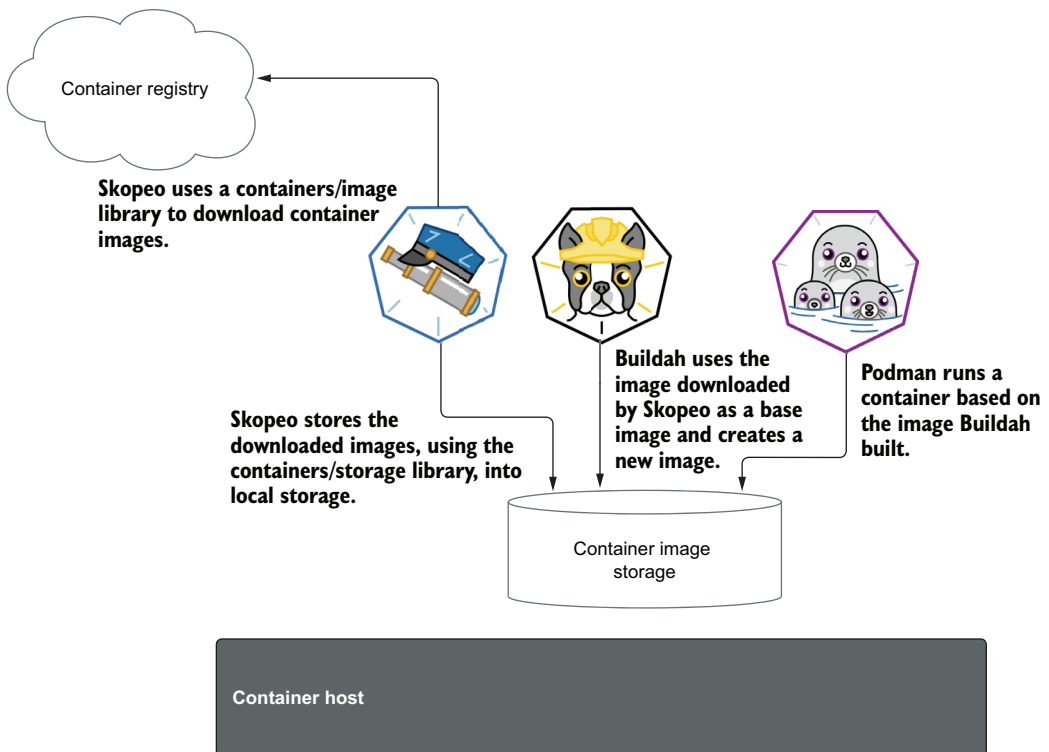 Container registry
Skopeo uses a containers/image
library to download container
images.
Skopeo stores the
downloaded images, using the
containers/storage library, into
local storage.
Buildah uses the
image downloaded
by Skopeo as a base
image and creates a
new image.
Podman runs a
container based on
the image Buildah
built.
Container image
storage
Container host